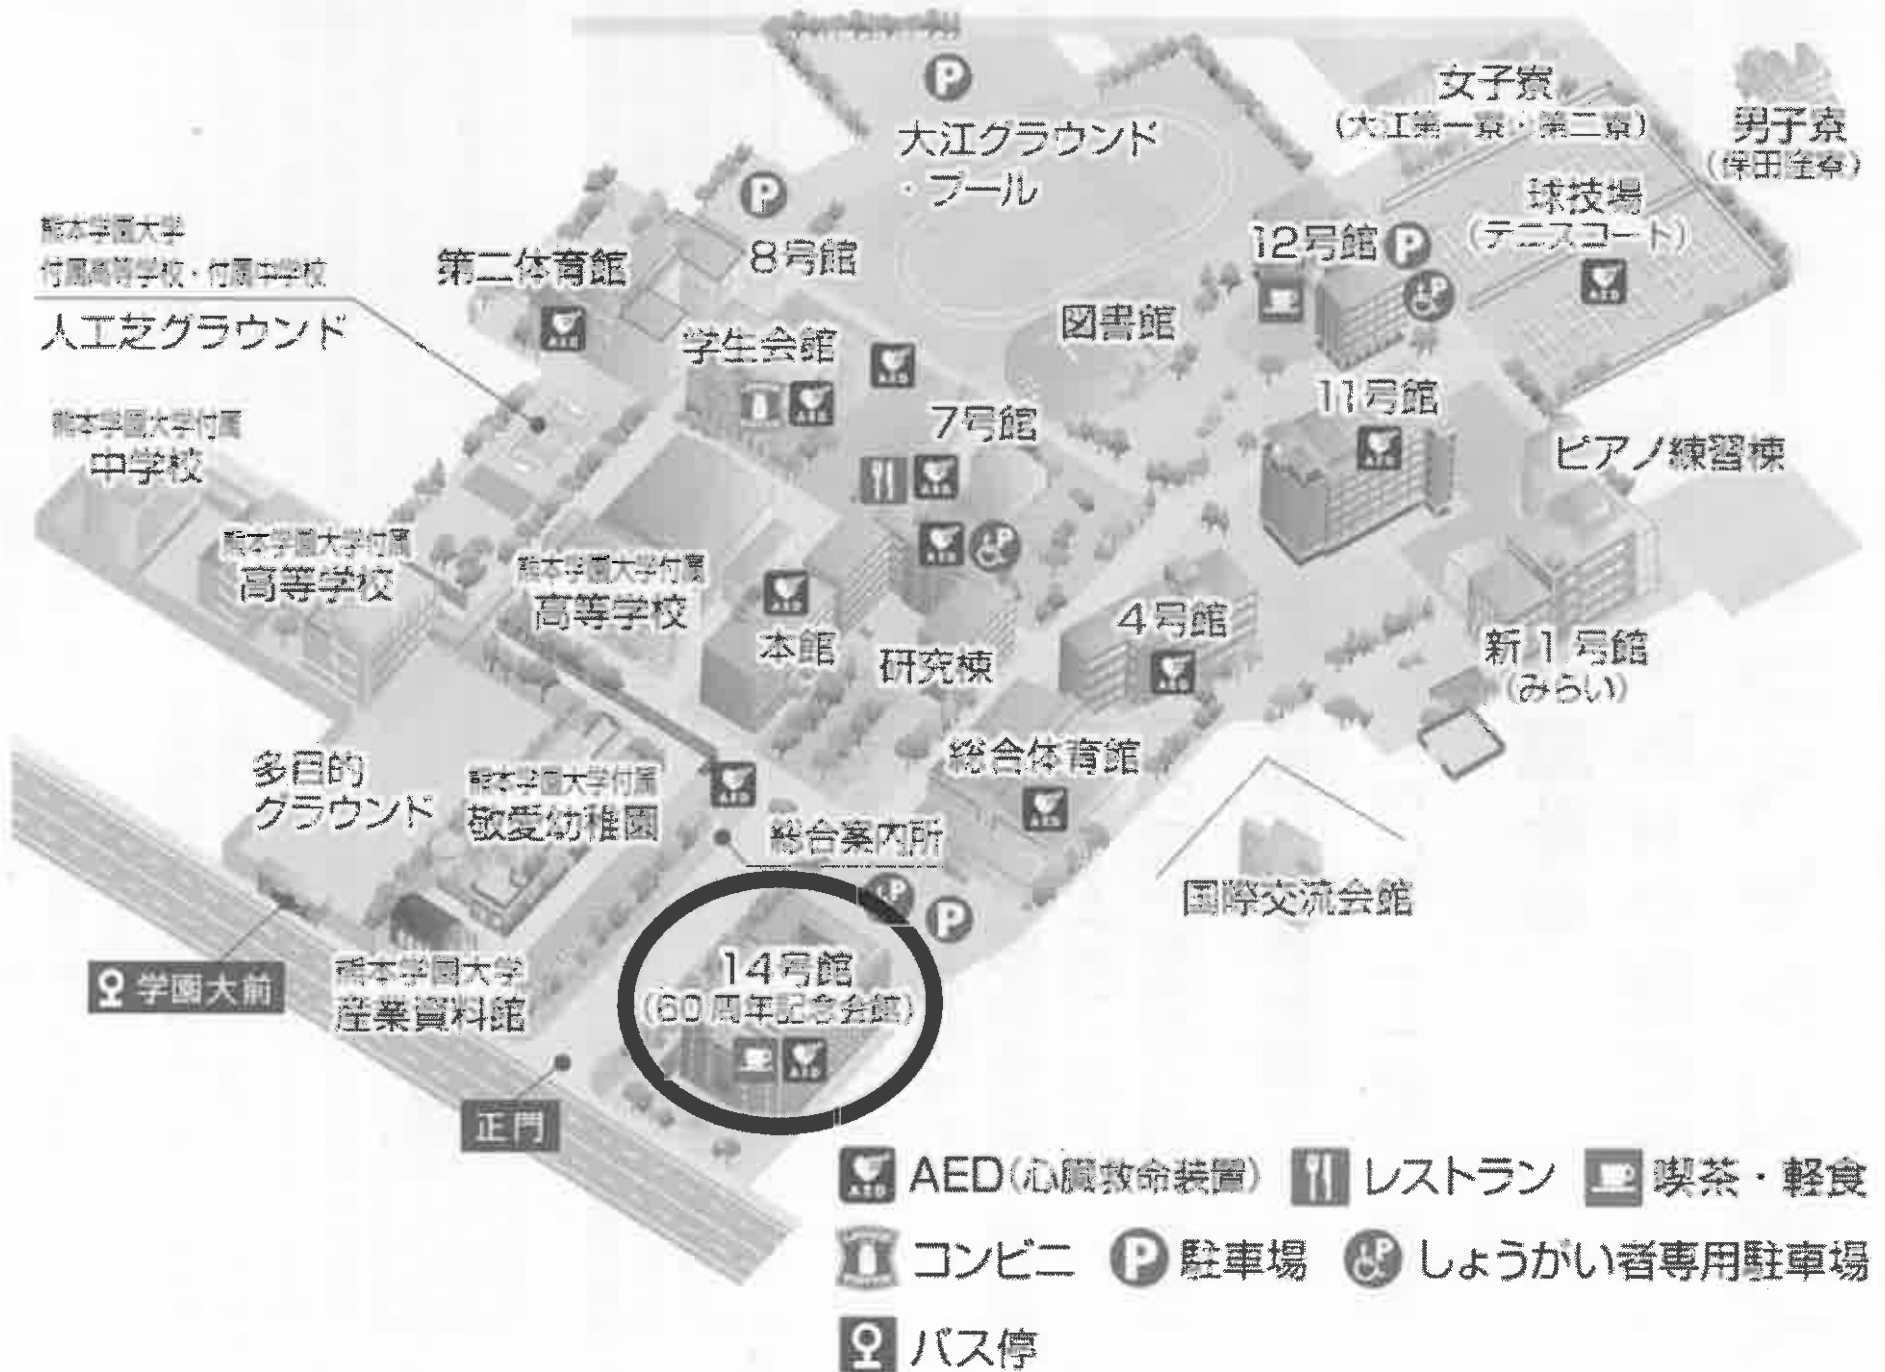 大江グラウンド
・プール
女子寮
(大江第一寮・第二寮)
男子寮
球技場
(テニスコート)
12号館
8号館
第二体育館
熊本学園大学
付属高等学校・付属中学校
人工芝グラウンド
学生会館
図書館
7号館
11号館
ピアノ練習棟
熊本学園大学付属
中学校
熊本学園大学付属
高等学校
熊本学園大学付属
高等学校
本館
研究棟
4号館
新1号館
(みらい)
多目的
グラウンド
熊本学園大学付属
敬愛幼稚園
総合体育館
総合案内所
国際交流会館
学園大前
熊本学園大学
産業資料館
14号館
(60周年記念会館)
正門
AED(心臓救命装置)
レストラン
喫茶・軽食
コンビニ
P 駐車場
しょうがい者専用駐車場
バス停